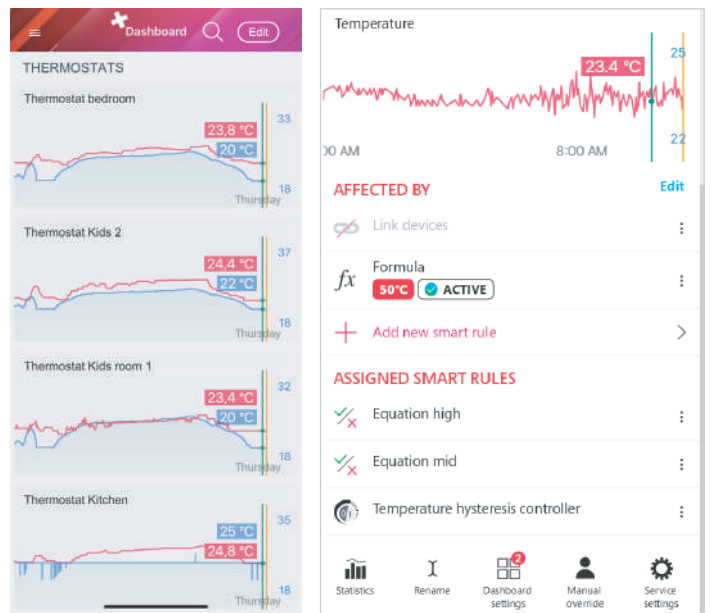 Dashboard
Edit
THERMOSTATS
Thermostat bedroom
33
23,8 °C
20 °C
18
Thursday
Thermostat Kids 2
37
24,4 °C
22 °C
18
Thursday
Thermostat Kids room 1
32
23,4 °C
20 °C
18
Thursday
Thermostat Kitchen
35
25 °C
24,8 °C
18
Thursday
Temperature
25
23.4 °C
22
00 AM
8:00 AM
AFFECTED BY
Edit
Link devices
fx
Formula
50°C
ACTIVE
Add new smart rule
ASSIGNED SMART RULES
Equation high
Equation mid
Temperature hysteresis controller
2
Statistics
Rename
Dashboard
settings
Manual
override
Service
settings